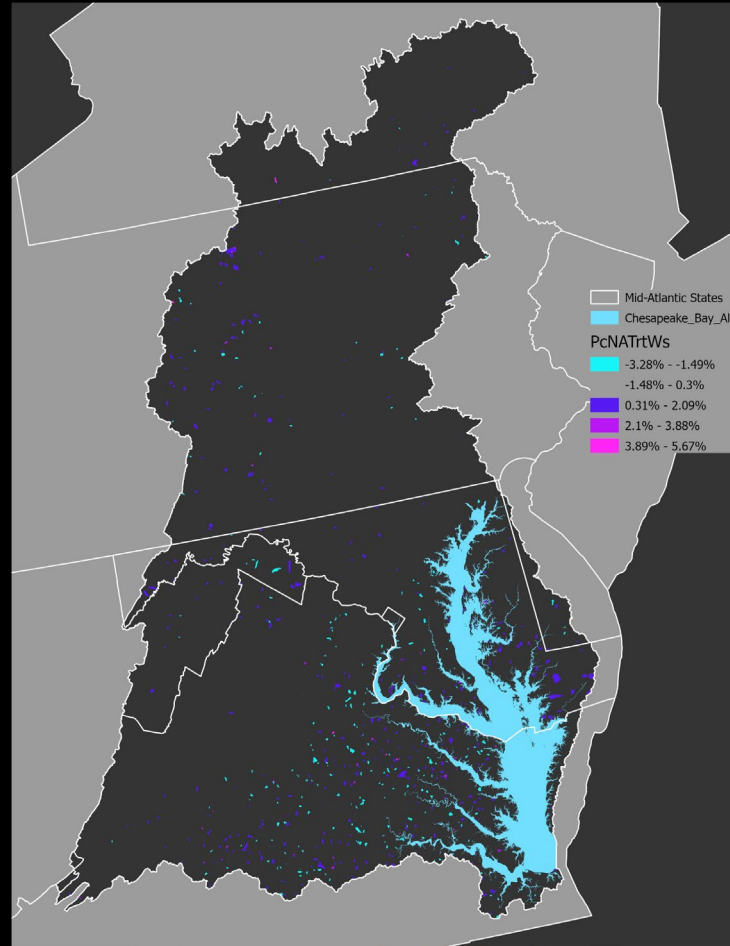 Mid-Atlantic States
Chesapeake_Bay_Al
PcNATrtWs
-3.28% - -1.49%
-1.48% - 0.3%
0.31% - 2.09%
2.1% - 3.88%
3.89% - 5.67%